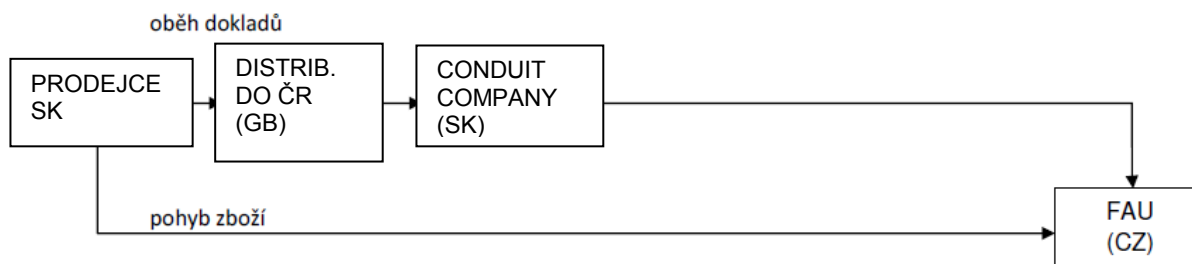 oběh dokladů
PRODEJCE
SK
DISTRIB.
DO ČR
(GB)
CONDUIT
COMPANY
(SK)
pohyb zboží
FAU
(CZ)